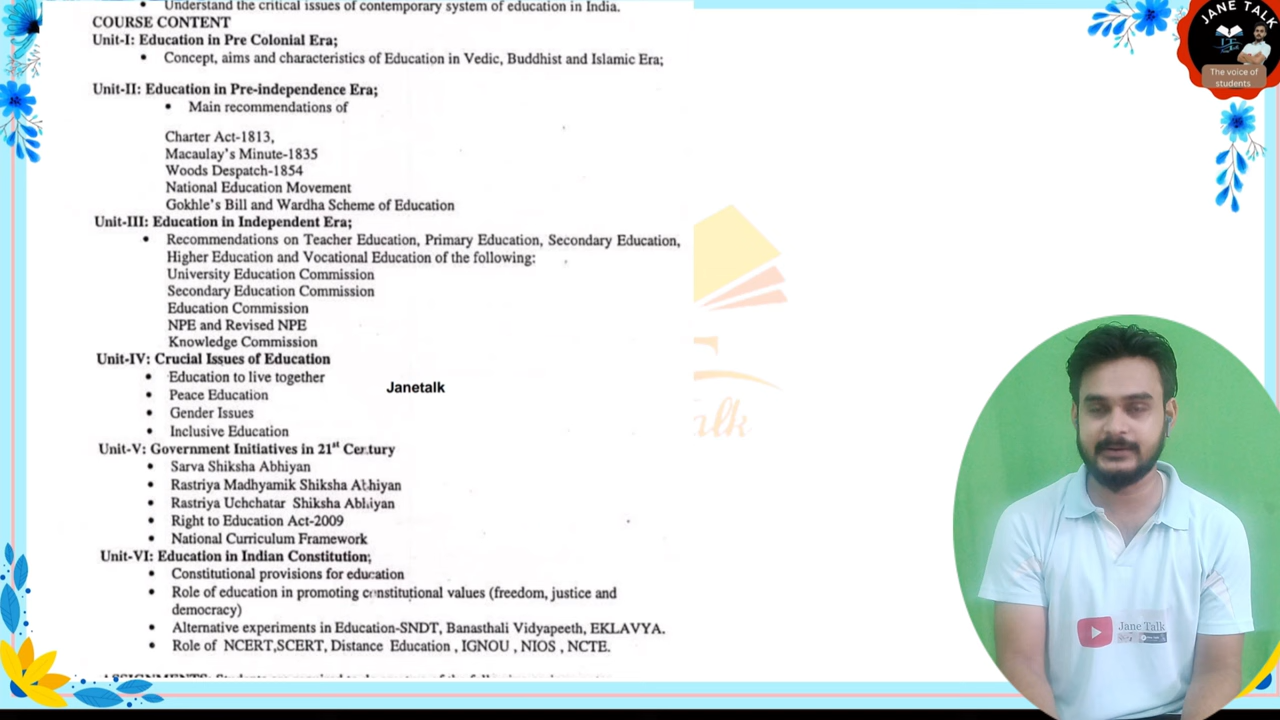 Understand the critical issues of contemporary system of education in India.
COURSE CONTENT
Unit-I: Education in Pre Colonial Era;
• Concept, aims and characteristics of Education in Vedic, Buddhist and Islamic Era;
Unit-II: Education in Pre-independence Era;
• Main recommendations of
Charter Act-1813,
Macaulay's Minute-1835
Woods Despatch-1854
National Education Movement
Gokhle's Bill and Wardha Scheme of Education
Unit-III: Education in Independent Era;
• Recommendations on Teacher Education, Primary Education, Secondary Education,
Higher Education and Vocational Education of the following:
University Education Commission
Secondary Education Commission
Education Commission
NPE and Revised NPE
Knowledge Commission
Unit-IV: Crucial Issues of Education
• Education to live together
• Peace Education
• Gender Issues
• Inclusive Education
Janetalk
Unit-V: Government Initiatives in 21st Century
• Sarva Shiksha Abhiyan
• Rastriya Madhyamik Shiksha Abhiyan
• Rastriya Uchchatar Shiksha Abhiyan
• Right to Education Act-2009
• National Curriculum Framework
Unit-VI: Education in Indian Constitution;
• Constitutional provisions for education
• Role of education in promoting constitutional values (freedom, justice and
democracy)
• Alternative experiments in Education-SNDT, Banasthali Vidyapeeth, EKLAVYA.
• Role of NCERT,SCERT, Distance Education , IGNOU , NIOS , NCTE.
JANE TALK
The voice of
students
Jane Talk